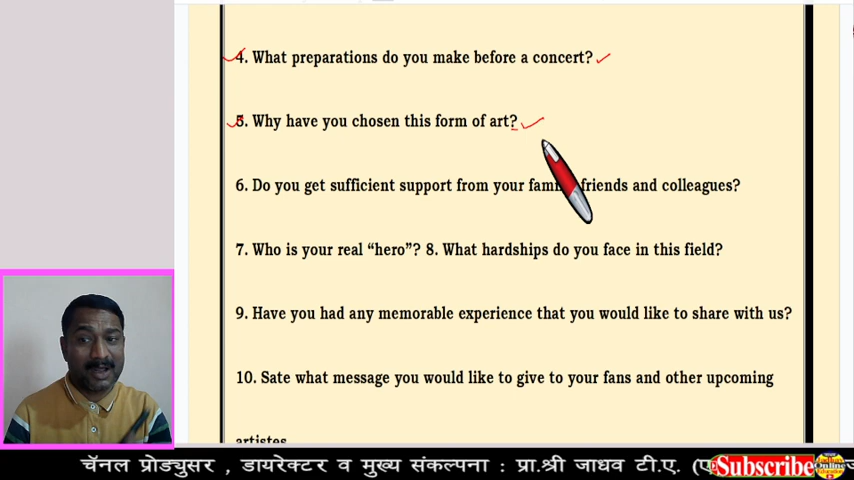 4. What preparations do you make before a concert?
5. Why have you chosen this form of art?
6. Do you get sufficient support from your friends and colleagues?
7. Who is your real “hero”? 8. What hardships do you face in this field?
9. Have you had any memorable experience that you would like to share with us?
10. Sate what message you would like to give to your fans and other upcoming
artistes
चॅनल प्रोड्युसर , डायरेक्टर व मुख्य संकल्पना : प्रा.श्री जाधव टी.ए.
Subscribe
Online